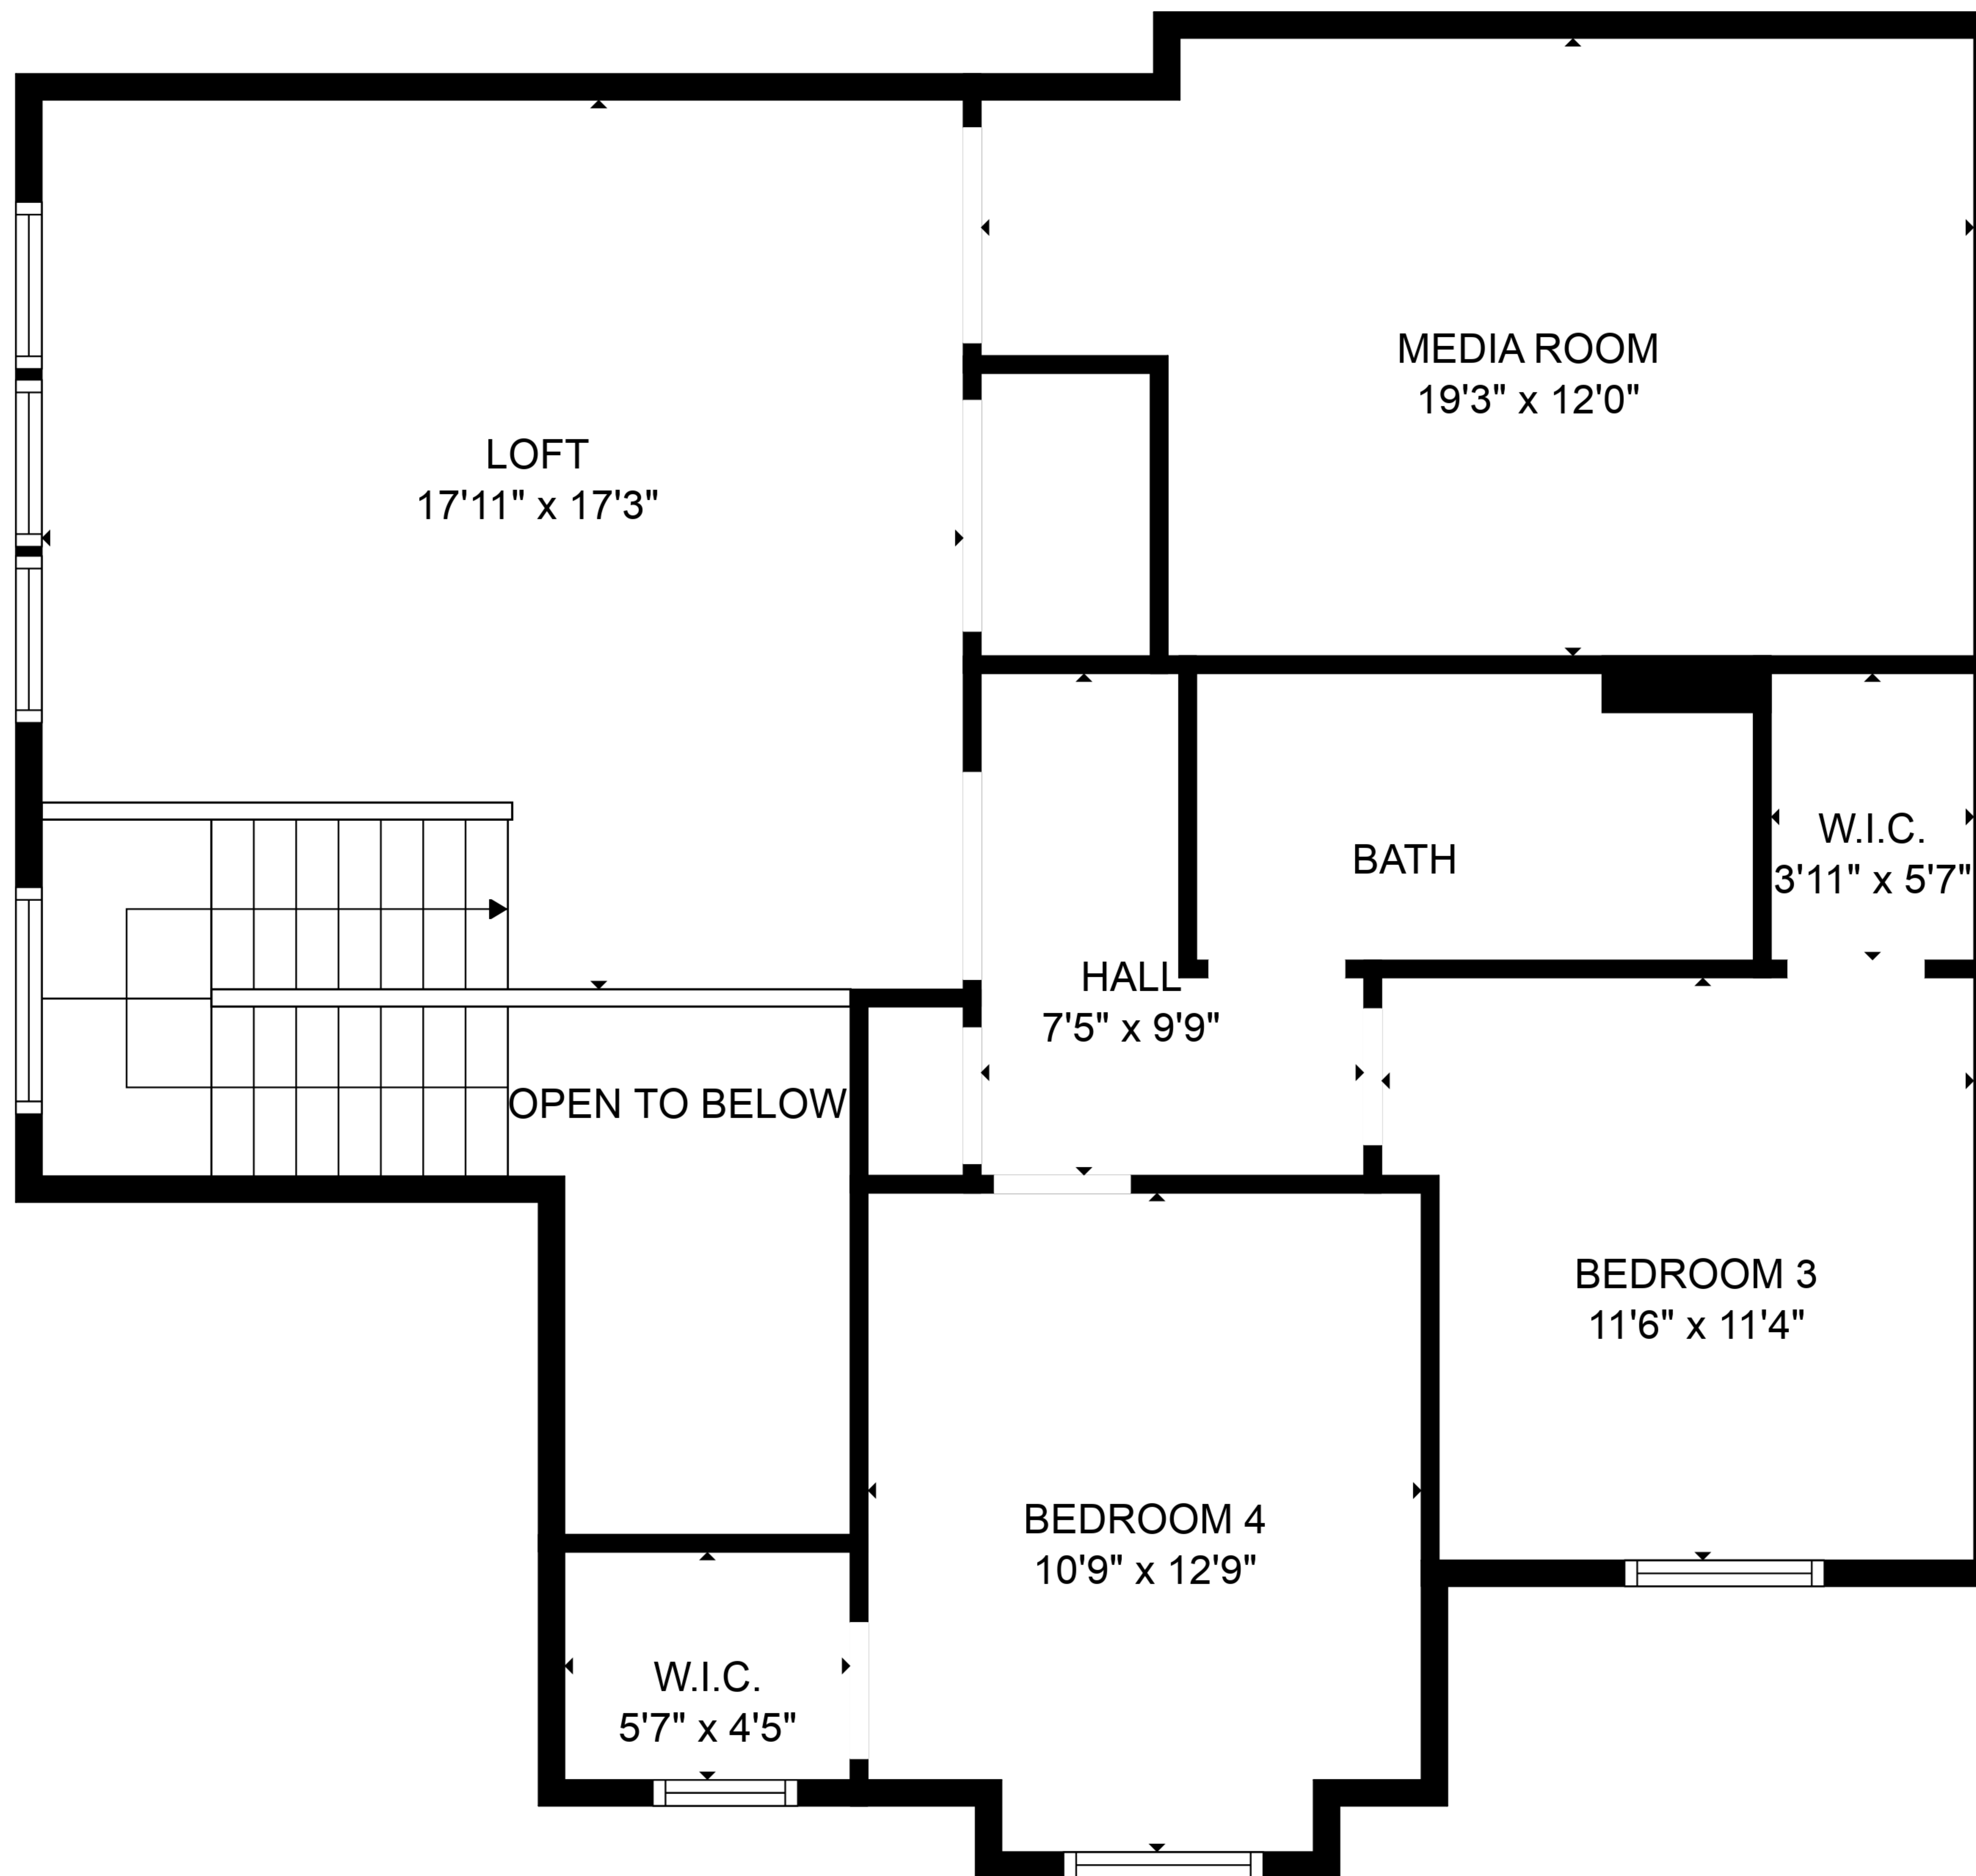 MEDIA ROOM
19'3" x 12'0"
LOFT
17'11" x 17'3"
W.I.C.
3'11" x 5'7"
BATH
HALL
7'5" x 9'9"
OPEN TO BELOW
BEDROOM 3
11'6" x 11'4"
BEDROOM 4
10'9" x 12'9"
W.I.C.
5'7" x 4'5"